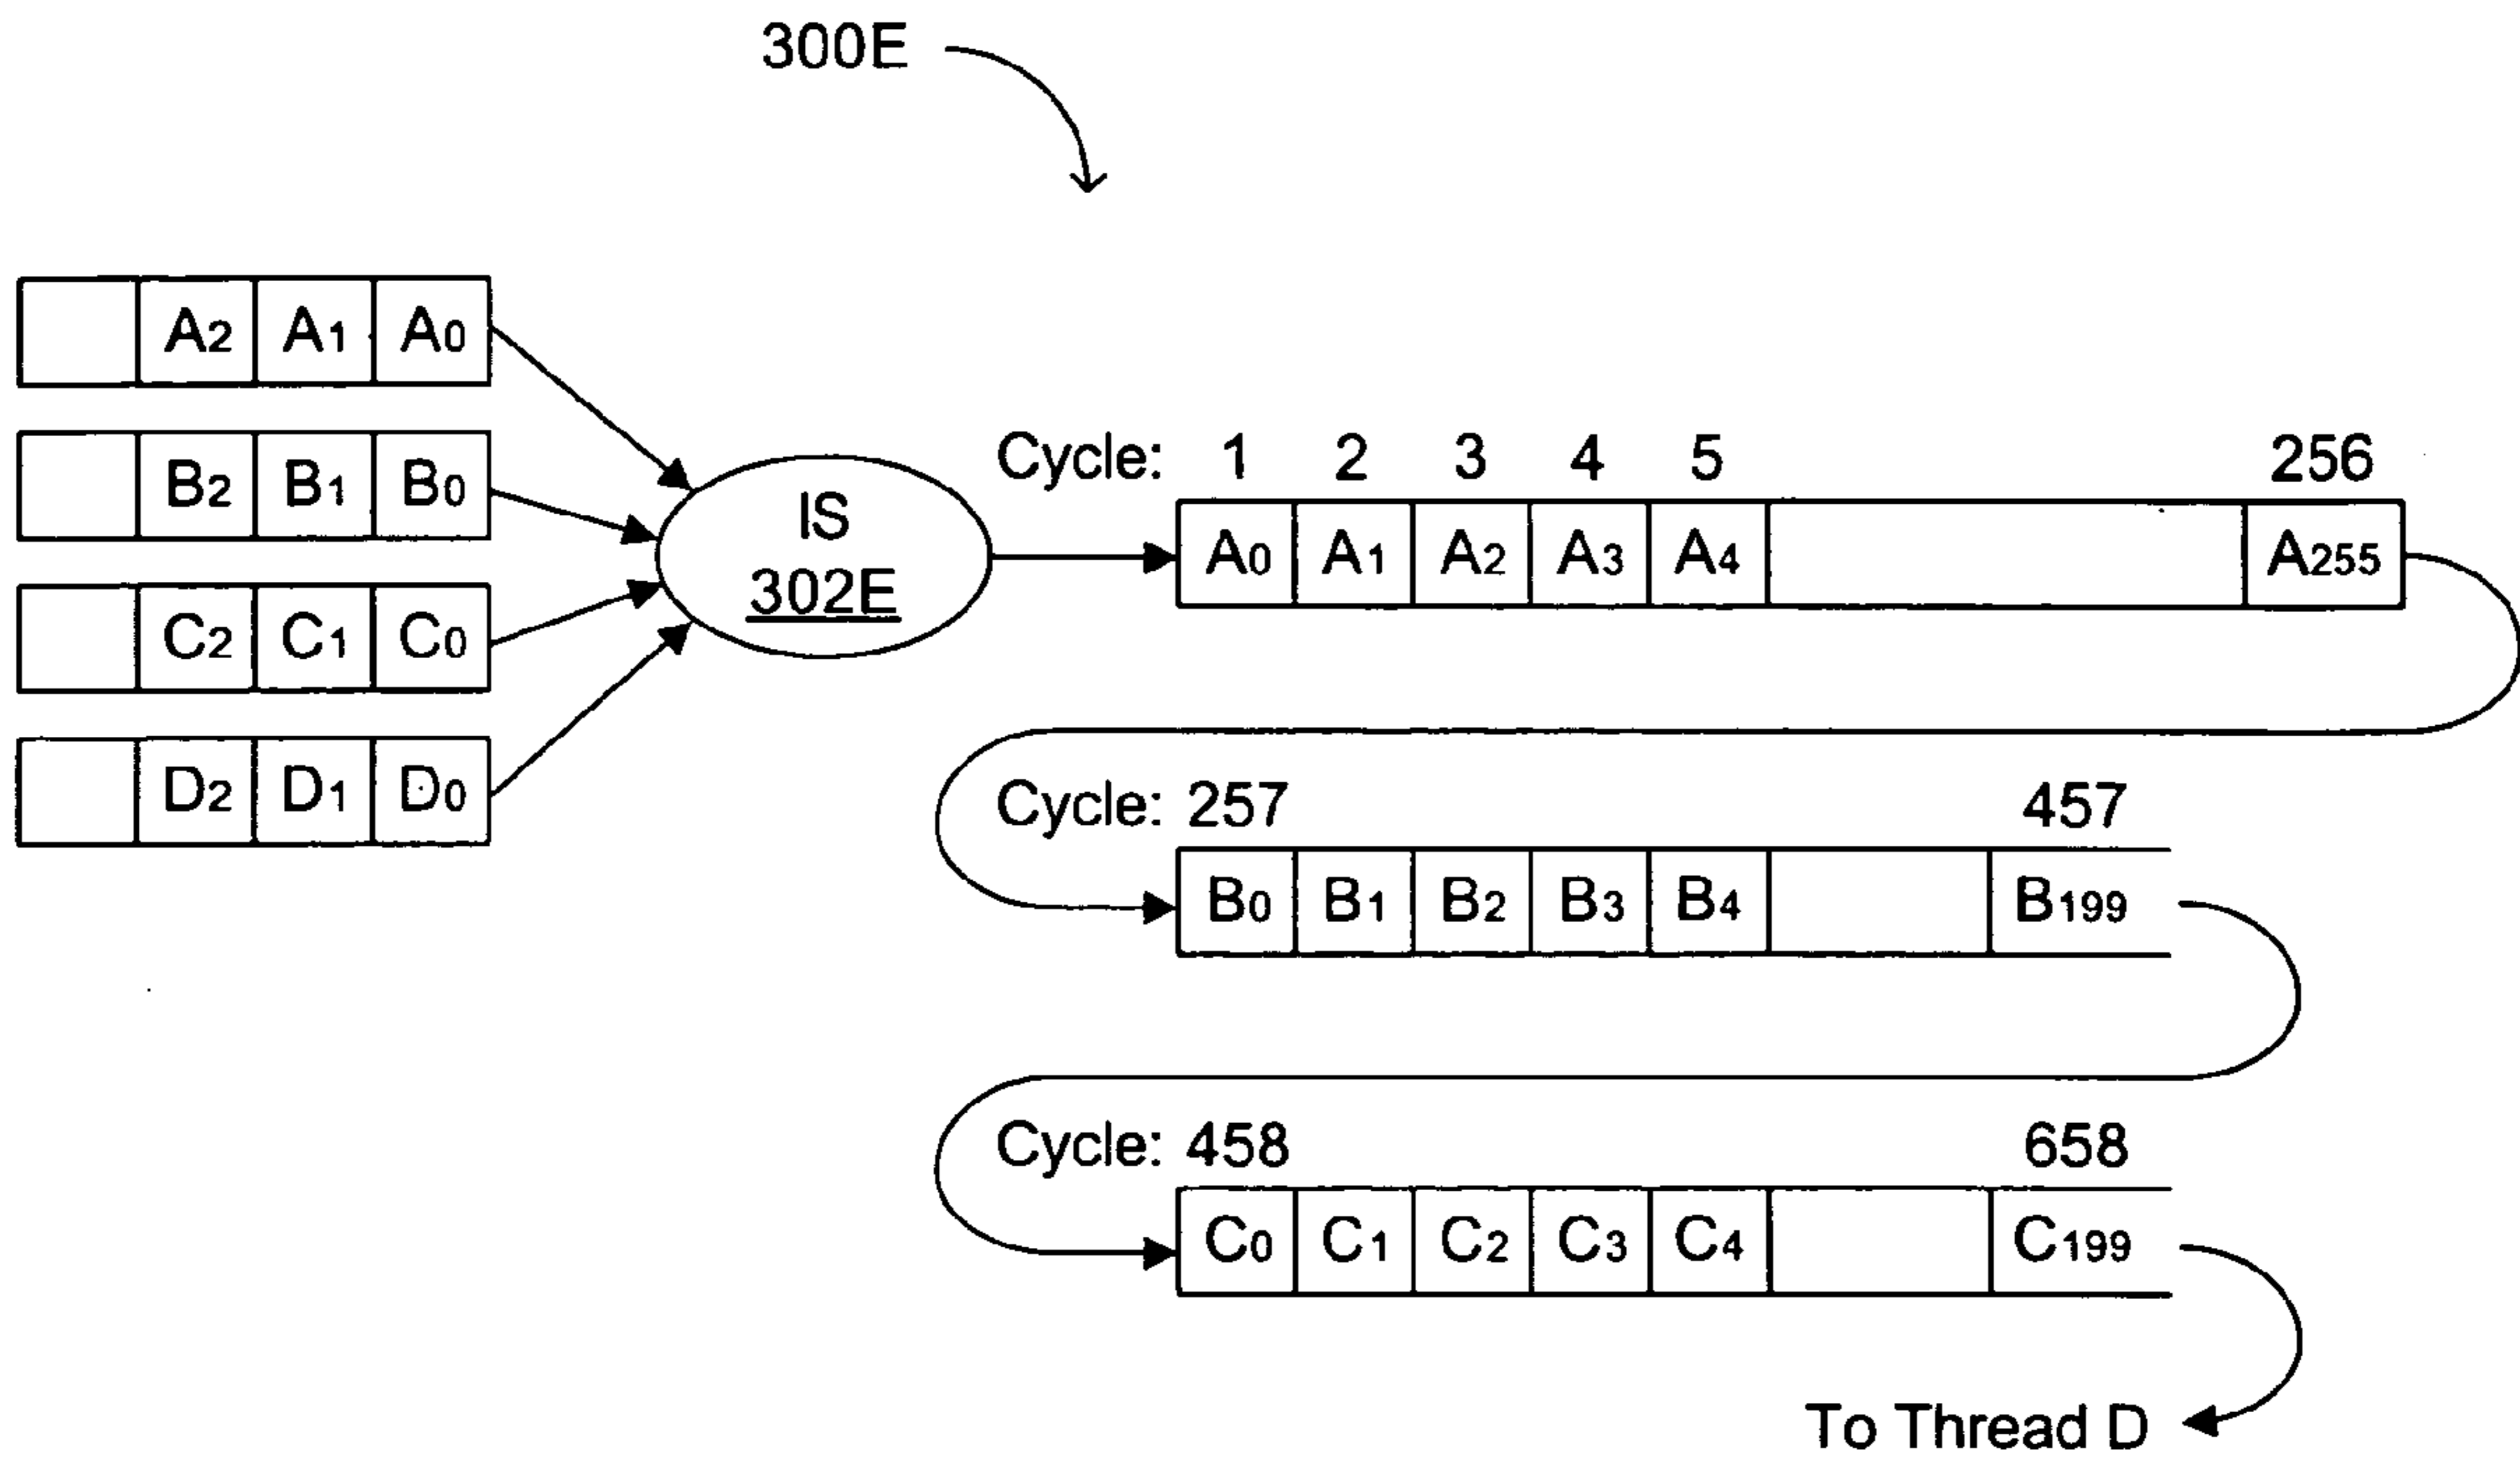 300E
A2 A1 A0
B2 B1 B0
C2 C1 C0
D2 D1 D0
IS
302E
Cycle: 1 2 3 4 5 256
A0 A1 A2 A3 A4 A255
Cycle: 257 457
B0 B1 B2 B3 B4 B199
Cycle: 458 658
C0 C1 C2 C3 C4 C199
To Thread D